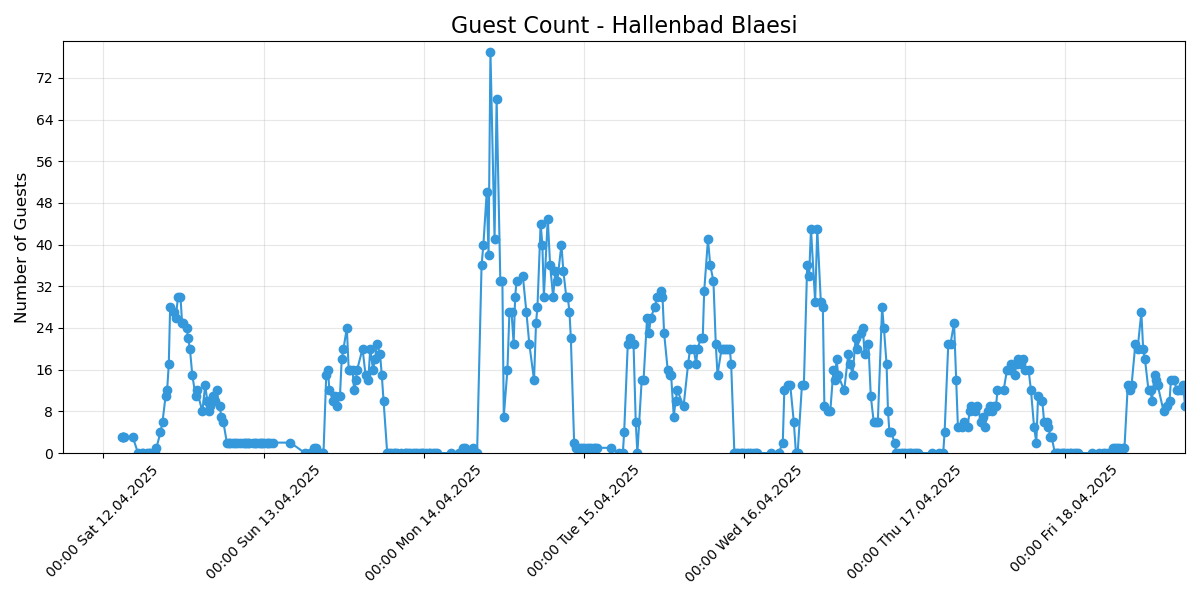 Guest Count - Hallenbad Blaesi
Number of Guests
72
64
56
48
40
32
24
16
8
0
00:00 Sat 12.04.2025
00:00 Sun 13.04.2025
00:00 Mon 14.04.2025
00:00 Tue 15.04.2025
00:00 Wed 16.04.2025
00:00 Thu 17.04.2025
00:00 Fri 18.04.2025